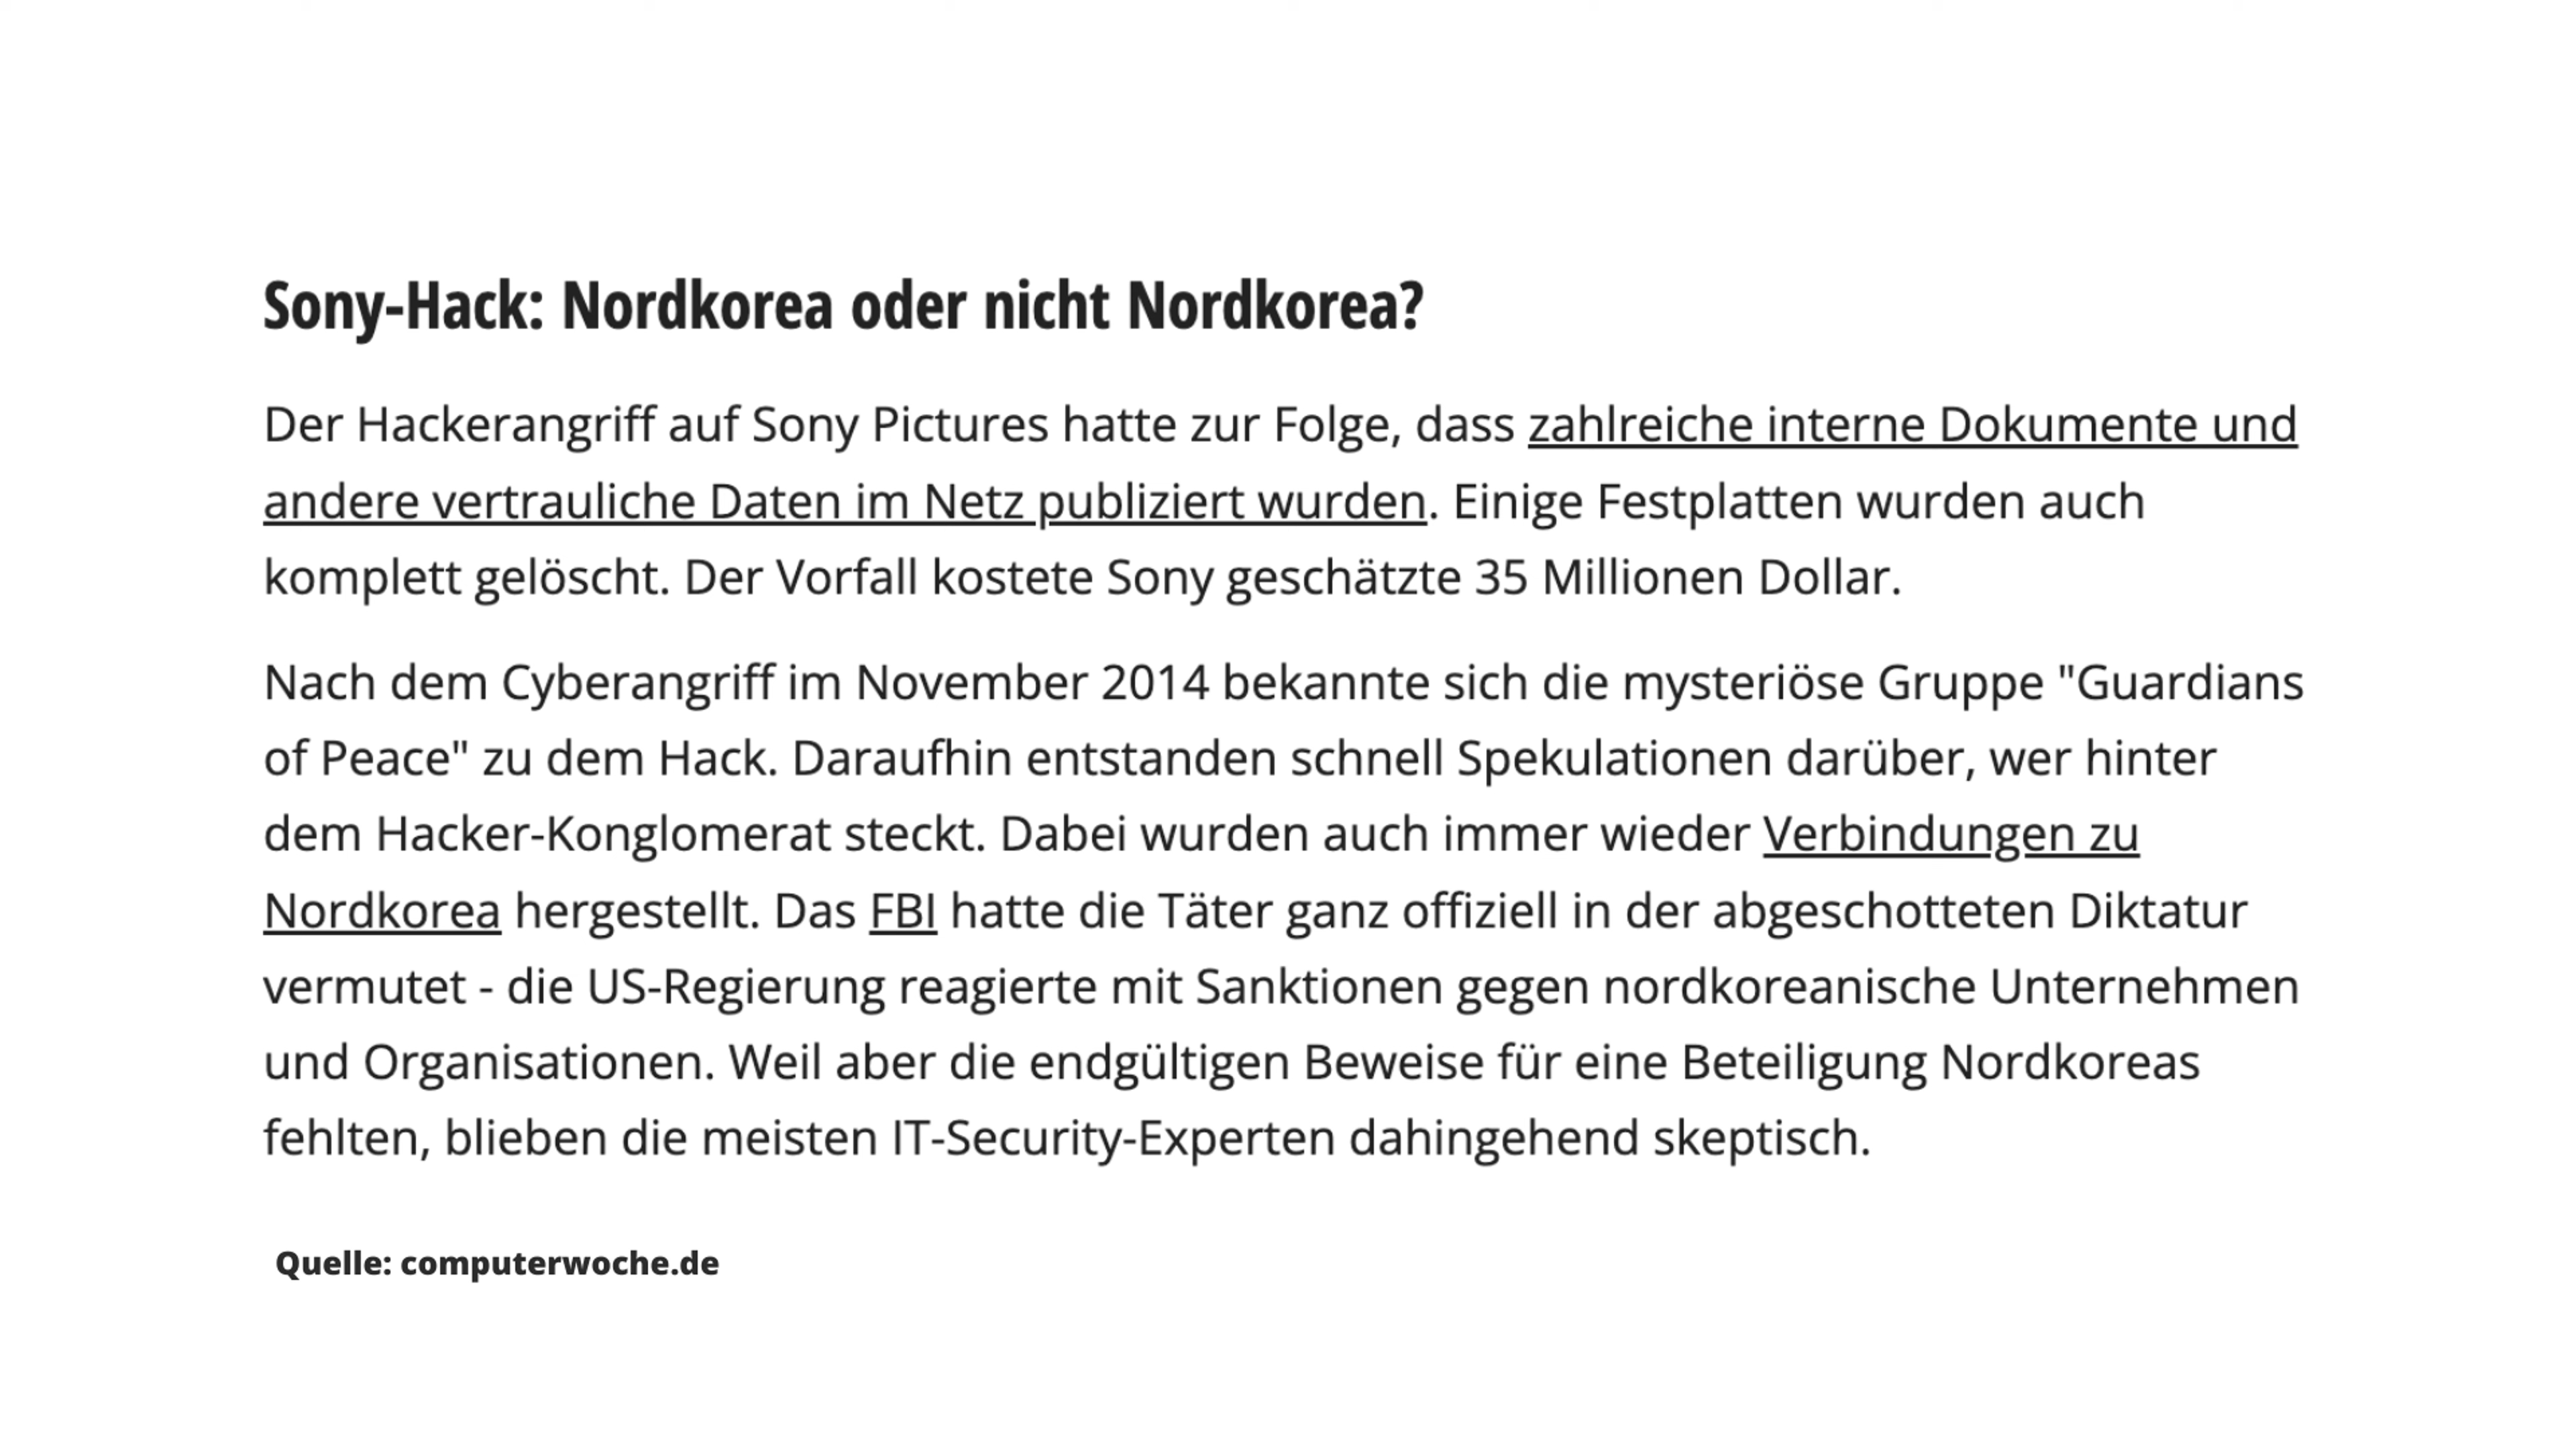 Sony-Hack: Nordkorea oder nicht Nordkorea?
Der Hackerangriff auf Sony Pictures hatte zur Folge, dass zahlreiche interne Dokumente und
andere vertrauliche Daten im Netz publiziert wurden. Einige Festplatten wurden auch
komplett gelöscht. Der Vorfall kostete Sony geschätzte 35 Millionen Dollar.
Nach dem Cyberangriff im November 2014 bekannte sich die mysteriöse Gruppe "Guardians
of Peace" zu dem Hack. Daraufhin entstanden schnell Spekulationen darüber, wer hinter
dem Hacker-Konglomerat steckt. Dabei wurden auch immer wieder Verbindungen zu
Nordkorea hergestellt. Das FBI hatte die Täter ganz offiziell in der abgeschotteten Diktatur
vermutet - die US-Regierung reagierte mit Sanktionen gegen nordkoreanische Unternehmen
und Organisationen. Weil aber die endgültigen Beweise für eine Beteiligung Nordkoreas
fehlten, blieben die meisten IT-Security-Experten dahingehend skeptisch.
Quelle: computerwoche.de